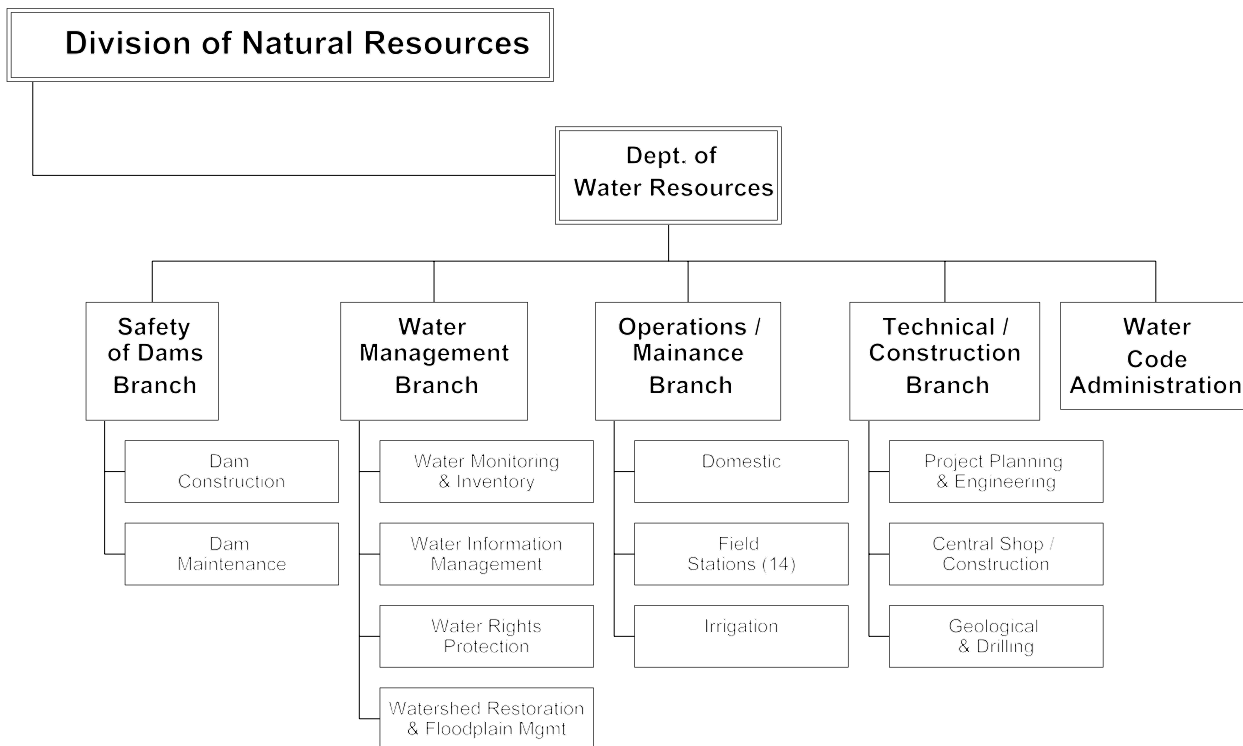 Division of Natural Resources
Dept. of
Water Resources
Safety
of Dams
Branch
Water
Management
Branch
Operations /
Mainance
Branch
Technical /
Construction
Branch
Water
Code
Administration
Dam
Construction
Dam
Maintenance
Water Monitoring
& Inventory
Water Information
Management
Water Rights
Protection
Watershed Restoration
& Floodplain Mgmt
Domestic
Field
Stations (14)
Irrigation
Project Planning
& Engineering
Central Shop /
Construction
Geological
& Drilling